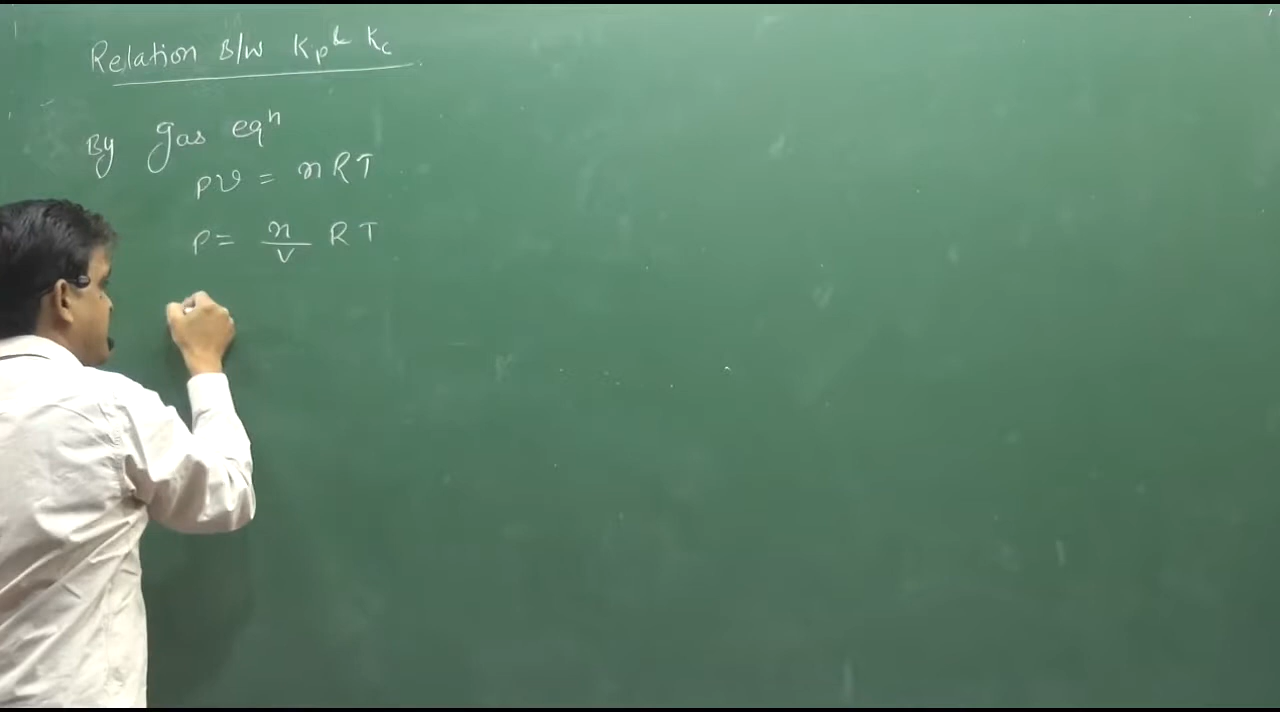 Relation B/W Kp & Kc
By gas eqⁿ
PV = nRT
P = n/V RT